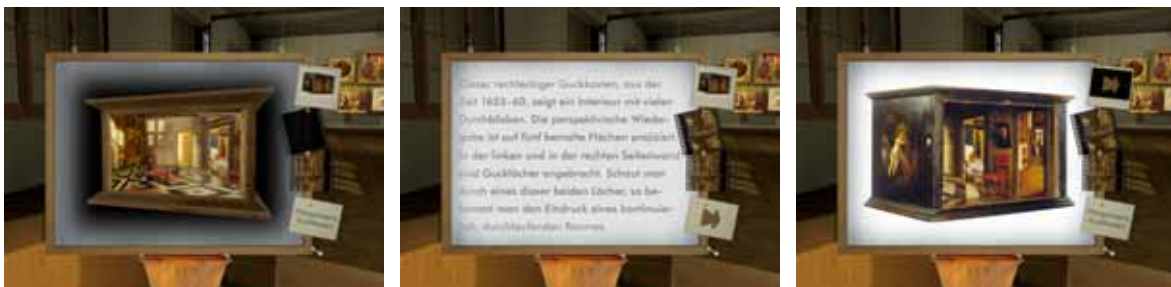 Dieser rechteckiger Guckkasten, aus der
Zeit 1655-60, zeigt ein Interieur mit vielen
Durchblicken. Die perspektivische Wieder-
gabe ist auf fünf bemalte Flächen projiziert.
In der linken und in der rechten Seitenwand
sind Gucklöcher angebracht. Schaut man
durch eines dieser beiden Löcher, so be-
kommt man den Eindruck eines kontinuier-
lich, durchlaufenden Raumes.